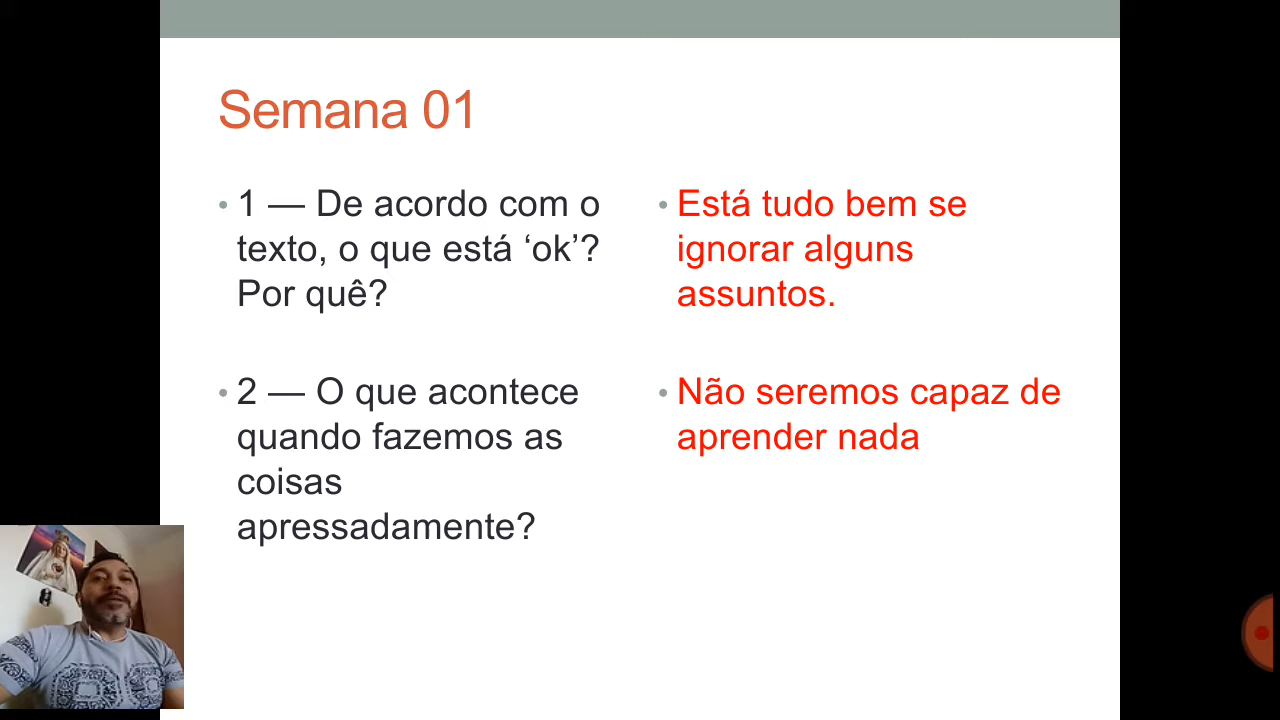 Semana 01
• 1 — De acordo com o
texto, o que está ‘ok’?
Por quê?
• 2 — O que acontece
quando fazemos as
coisas
apressadamente?
• Está tudo bem se
ignorar alguns
assuntos.
• Não seremos capaz de
aprender nada